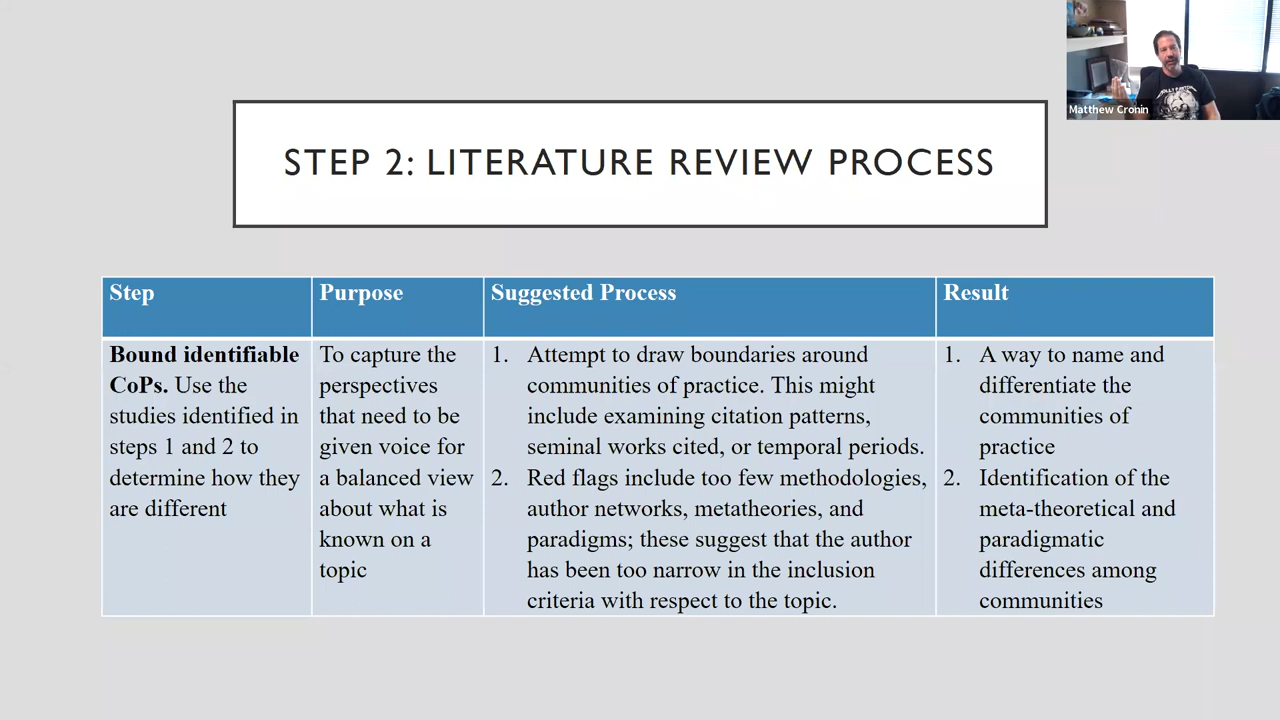 Matthew Cronin
STEP 2: LITERATURE REVIEW PROCESS
Step
Purpose
Suggested Process
Result
Bound identifiable
CoPs. Use the
studies identified in
steps 1 and 2 to
determine how they
are different
To capture the
perspectives
that need to be
given voice for
a balanced view
about what is
known on a
topic
1. Attempt to draw boundaries around
communities of practice. This might
include examining citation patterns,
seminal works cited, or temporal periods.
2. Red flags include too few methodologies,
author networks, metatheories, and
paradigms; these suggest that the author
has been too narrow in the inclusion
criteria with respect to the topic.
1. A way to name and
differentiate the
communities of
practice
2. Identification of the
meta-theoretical and
paradigmatic
differences among
communities